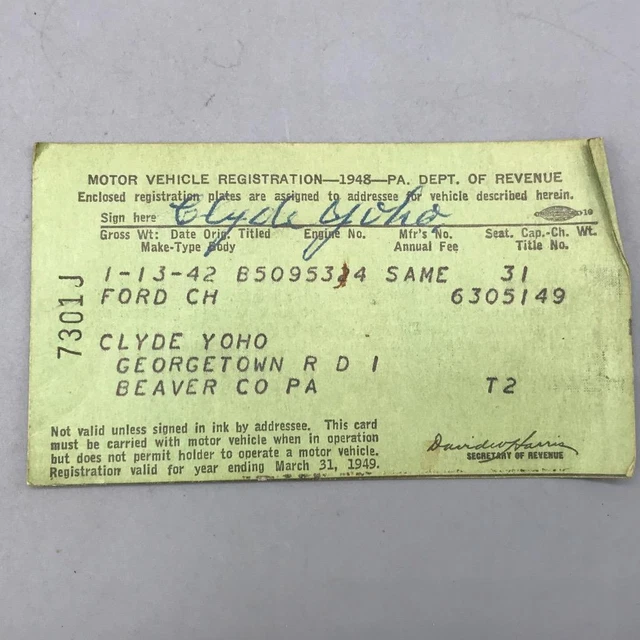 MOTOR VEHICLE REGISTRATION—1948—PA. DEPT. OF REVENUE
Enclosed registration plates are assigned to addressee for vehicle described herein.
Sign here Clyde Yoho 10
Gross Wt: Date Orig. Titled Engine No. Mfr's No. Seat. Cap.-Ch. Wt.
Make-Type Body Annual Fee Title No.
1-13-42 B5095324 SAME 31
FORD CH 6305149
7301J
CLYDE YOHO
GEORGETOWN R D 1
BEAVER CO PA T2
Not valid unless signed in ink by addressee. This card
must be carried with motor vehicle when in operation
but does not permit holder to operate a motor vehicle.
Registration valid for year ending March 31, 1949.
David W Harris
SECRETARY OF REVENUE